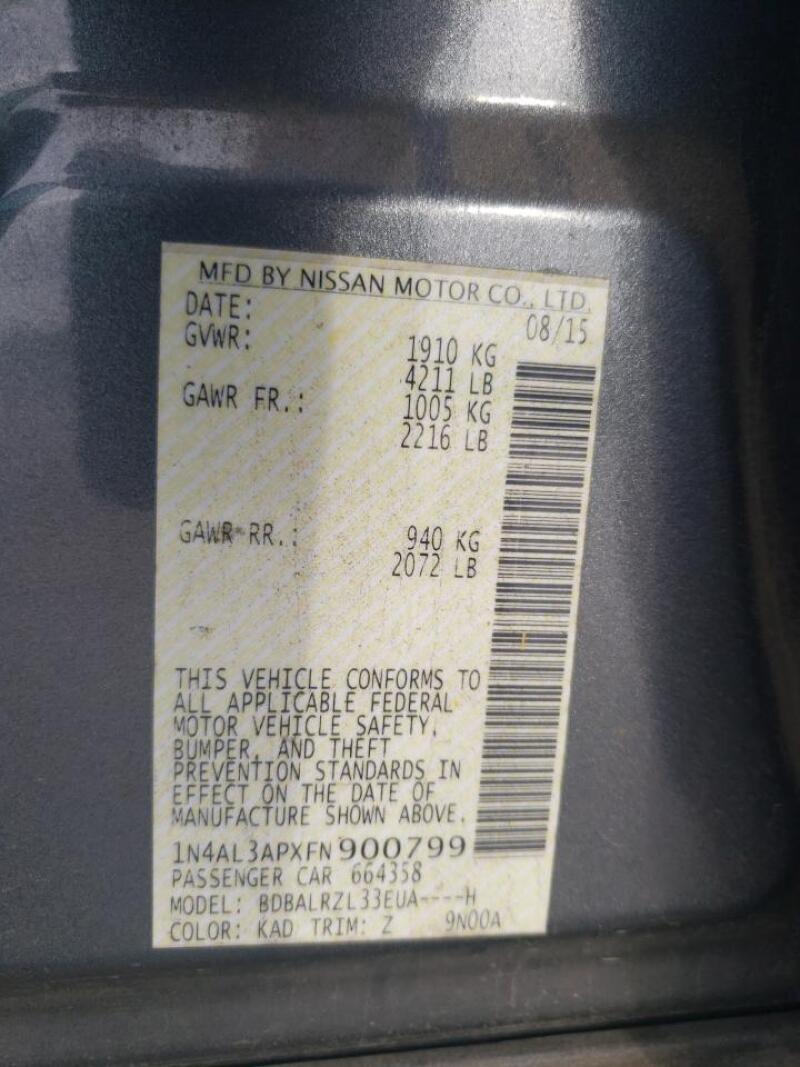 MFD BY NISSAN MOTOR CO., LTD.
DATE: 08/15
GVWR: 1910 KG
4211 LB
GAWR FR.: 1005 KG
2216 LB
GAWR RR.: 940 KG
2072 LB
THIS VEHICLE CONFORMS TO
ALL APPLICABLE FEDERAL
MOTOR VEHICLE SAFETY,
BUMPER, AND THEFT
PREVENTION STANDARDS IN
EFFECT ON THE DATE OF
MANUFACTURE SHOWN ABOVE.
1N4AL3APXFN900799
PASSENGER CAR 664358
MODEL: BDBALRZL33EUA----H
COLOR: KAD TRIM: Z 9N00A